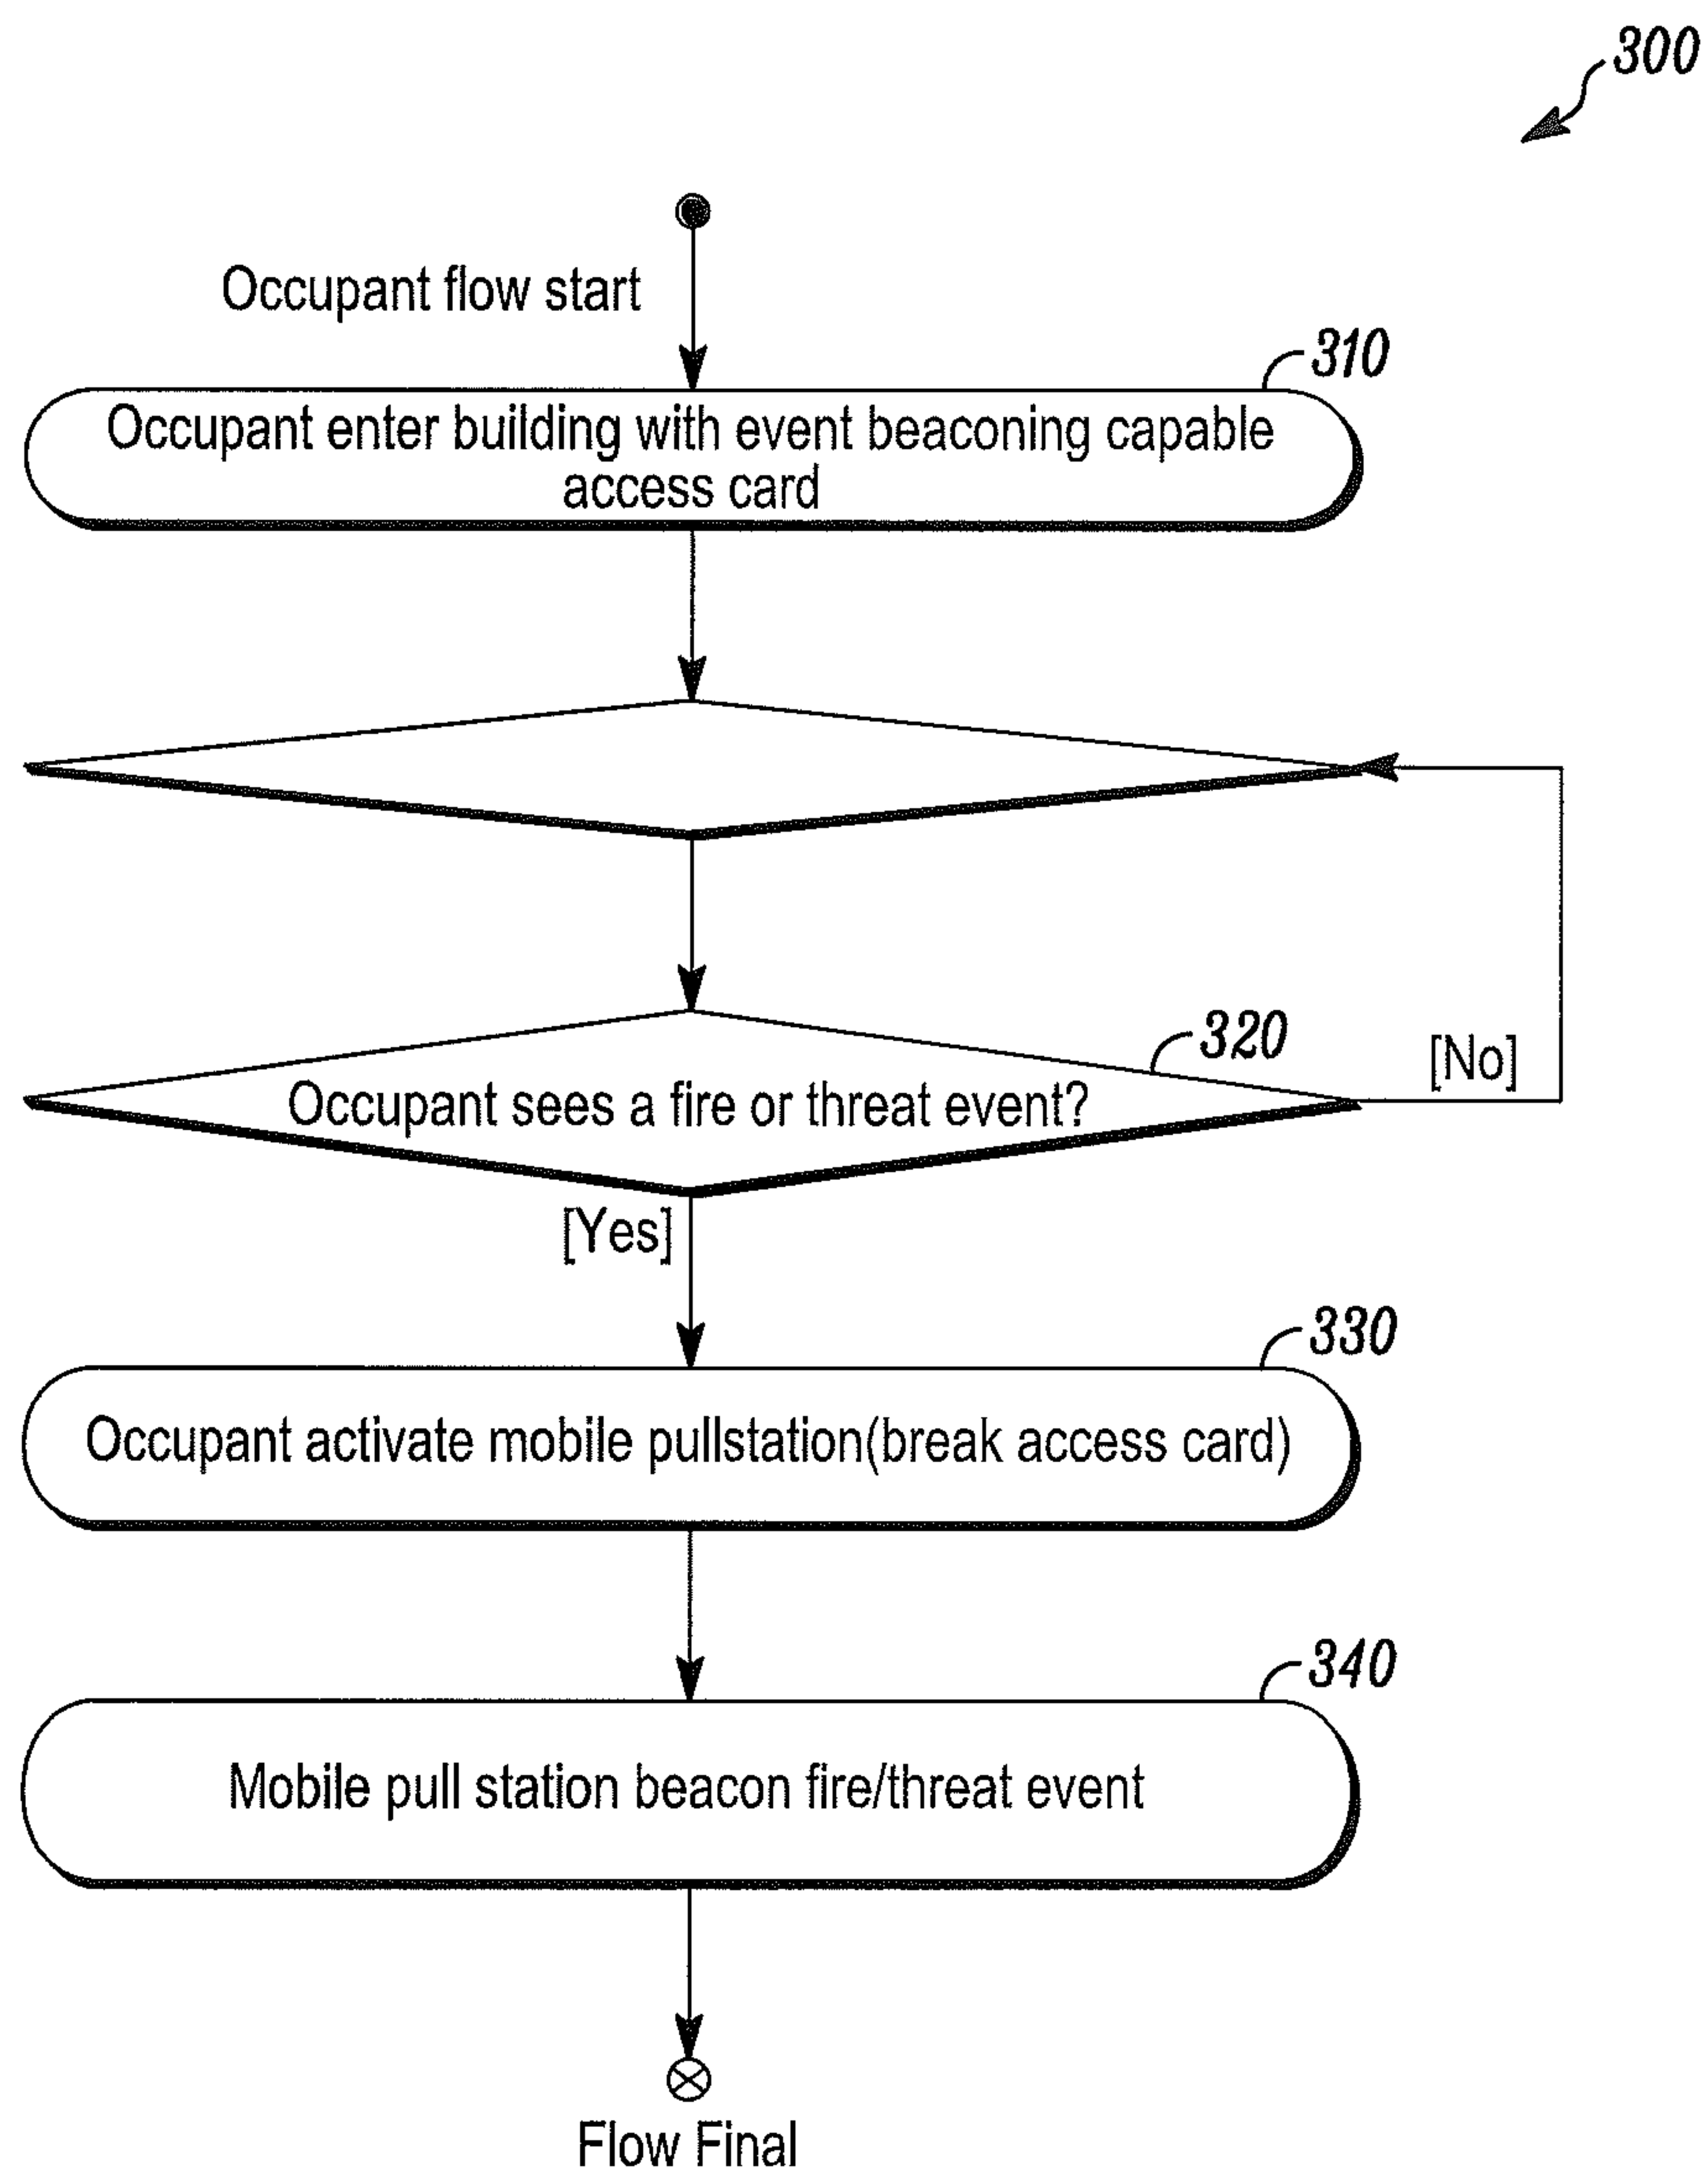 300
Occupant flow start
310
Occupant enter building with event beaconing capable
access card
320
[No]
Occupant sees a fire or threat event?
[Yes]
330
Occupant activate mobile pullstation(break access card)
340
Mobile pull station beacon fire/threat event
Flow Final